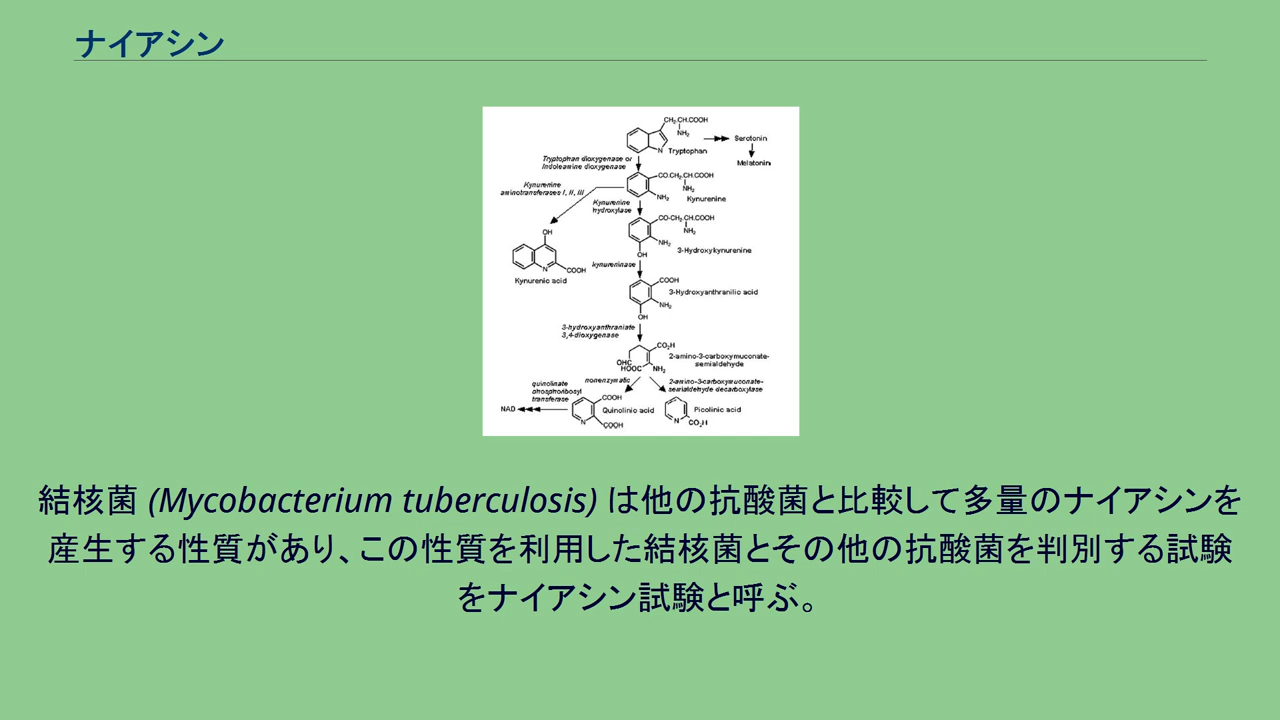 ナイアシン
CH₂CH.COOH
NH₂
N
Tryptophan
Serotonin
Melatonin
Tryptophan dioxygenase or
Indoleamine dioxygenase
Kynurenine
aminotransferases I, II, III
CO.CH₂.CH.COOH
NH₂
NH₂
Kynurenine
Kynurenine
hydroxylase
CO-CH₂.CH.COOH
NH₂
NH₂
OH
3-Hydroxykynurenine
OH
N
COOH
Kynurenic acid
kynureninase
COOH
NH₂
OH
3-Hydroxyanthranilic acid
3-hydroxyanthranlate
3,4-dioxygenase
CO₂H
OHC
HOOC
NH₂
2-amino-3-carboxymuconate-
semialdehyde
nonenzymatic
2-amino-3-carboxymuconate-
semialdehyde decarboxylase
quinolinate
phosphoribosyl
transferase
NAD
COOH
COOH
N
Quinolinic acid
N
CO₂H
Picolinic acid
結核菌 (Mycobacterium tuberculosis) は他の抗酸菌と比較して多量のナイアシンを
産生する性質があり、この性質を利用した結核菌とその他の抗酸菌を判別する試験
をナイアシン試験と呼ぶ。